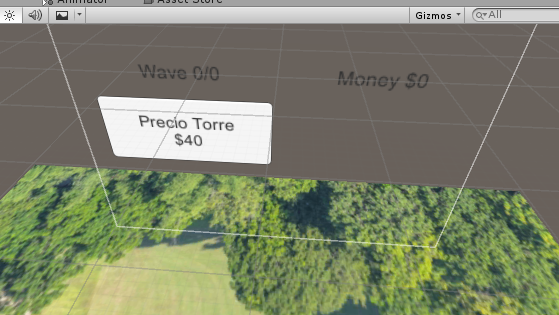 Animator
Asset Store
Gizmos
All
Wave 0/0
Money $0
Precio Torre
$40